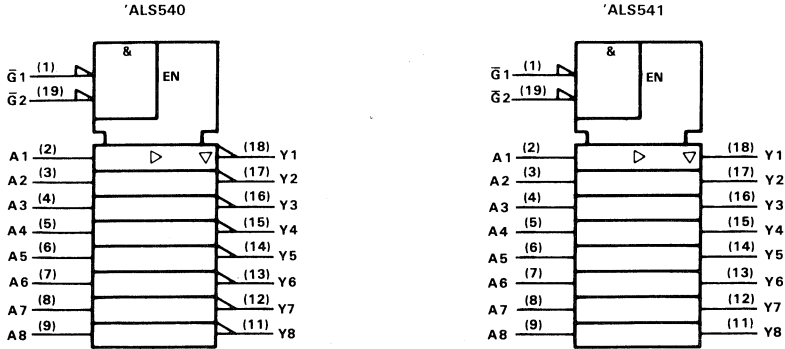 'ALS540
&
EN
G̅1 (1)
G̅2 (19)
A1 (2) (18) Y1
A2 (3) (17) Y2
A3 (4) (16) Y3
A4 (5) (15) Y4
A5 (6) (14) Y5
A6 (7) (13) Y6
A7 (8) (12) Y7
A8 (9) (11) Y8
'ALS541
&
EN
G̅1 (1)
G̅2 (19)
A1 (2) (18) Y1
A2 (3) (17) Y2
A3 (4) (16) Y3
A4 (5) (15) Y4
A5 (6) (14) Y5
A6 (7) (13) Y6
A7 (8) (12) Y7
A8 (9) (11) Y8